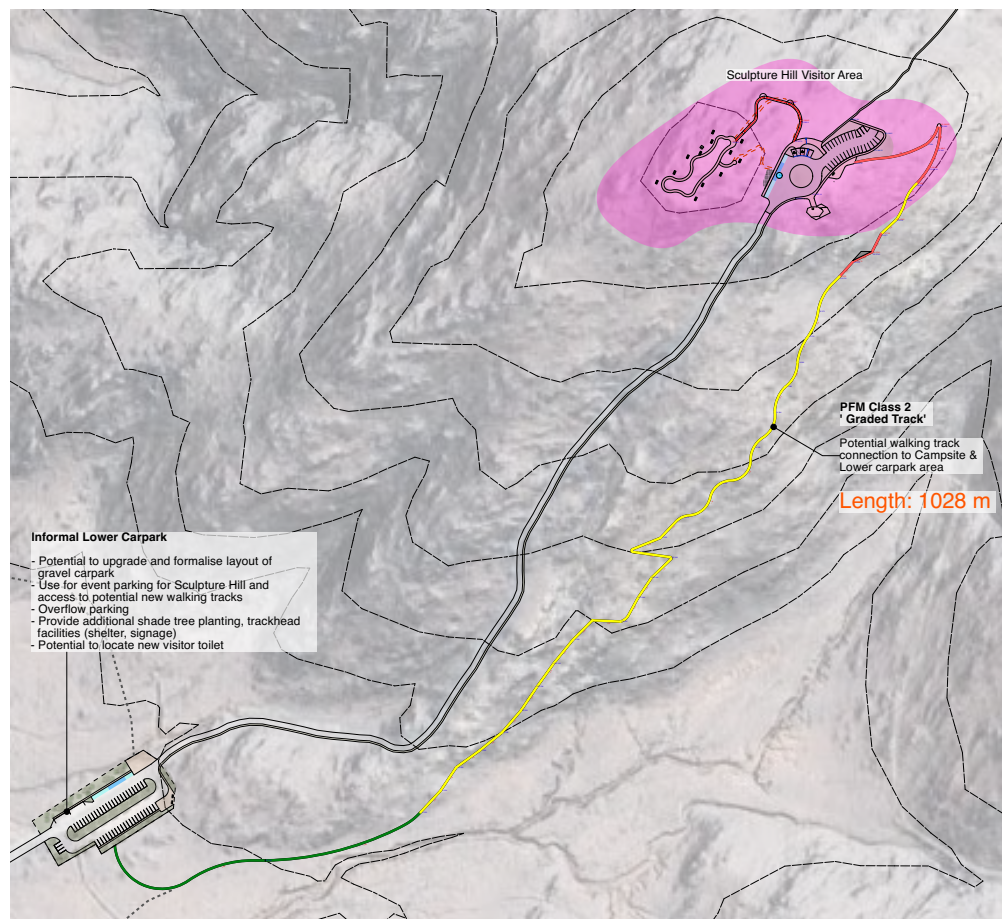 Sculpture Hill Visitor Area
PFM Class 2
' Graded Track'
Potential walking track
connection to Campsite &
Lower carpark area
Length: 1028 m
Informal Lower Carpark
- Potential to upgrade and formalise layout of
gravel carpark
- Use for event parking for Sculpture Hill and
access to potential new walking tracks
- Overflow parking
- Provide additional shade tree planting, trackhead
facilities (shelter, signage)
- Potential to locate new visitor toilet